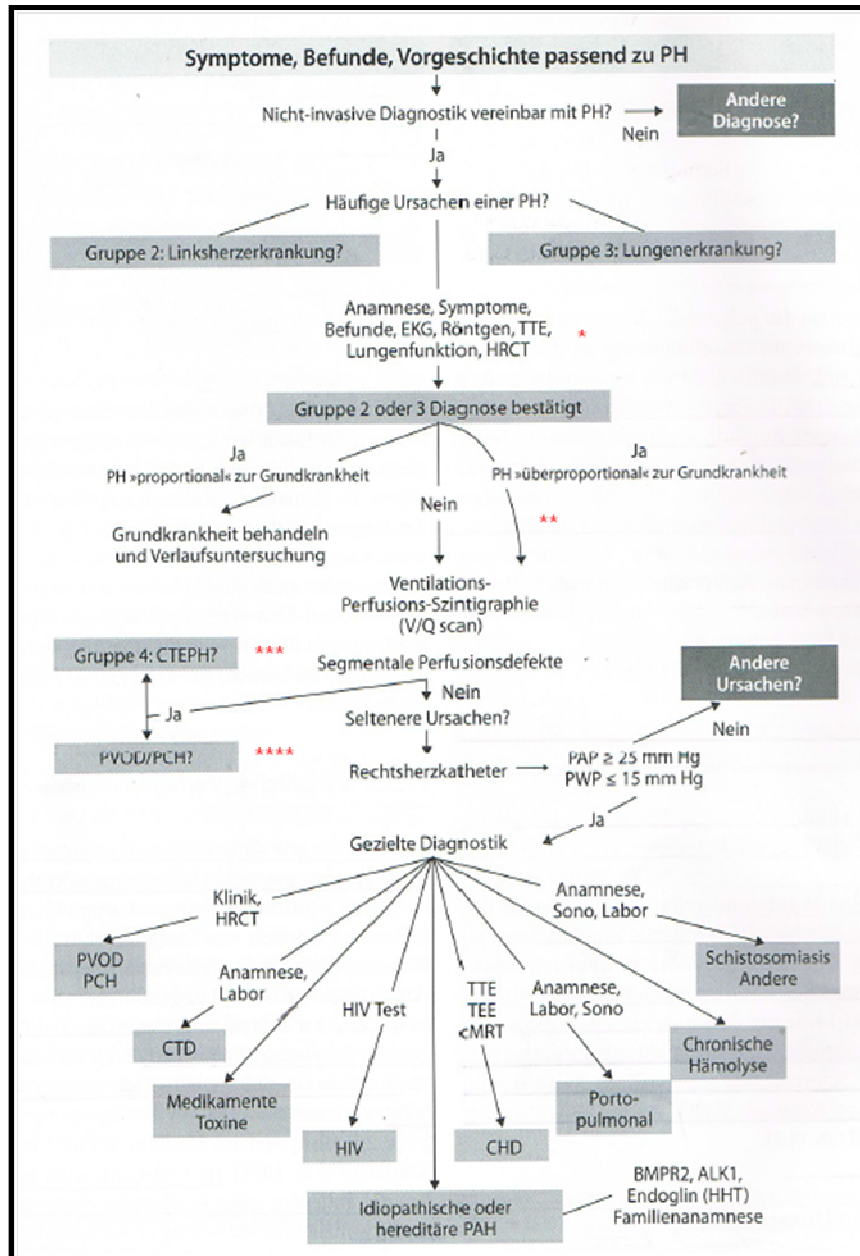 Symptome, Befunde, Vorgeschichte passend zu PH
Nicht-invasive Diagnostik vereinbar mit PH?
Nein
Andere
Diagnose?
Ja
Häufige Ursachen einer PH?
Gruppe 2: Linksherzerkrankung?
Gruppe 3: Lungenerkrankung?
Anamnese, Symptome,
Befunde, EKG, Röntgen, TTE, *
Lungenfunktion, HRCT
Gruppe 2 oder 3 Diagnose bestätigt
Ja
PH »proportional« zur Grundkrankheit
Ja
PH »überproportional« zur Grundkrankheit
Nein
**
Grundkrankheit behandeln
und Verlaufsuntersuchung
Ventilations-
Perfusions-Szintigraphie
(V/Q scan)
Gruppe 4: CTEPH? ***
Segmentale Perfusionsdefekte
Andere
Ursachen?
Ja
Nein
Seltenere Ursachen?
Nein
PVOD/PCH? ****
Rechtsherzkatheter
PAP ≥ 25 mm Hg
PWP ≤ 15 mm Hg
Ja
Gezielte Diagnostik
Klinik,
HRCT
Anamnese,
Sono, Labor
PVOD
PCH
Anamnese,
Labor
HIV Test
TTE
TEE
cMRT
Anamnese,
Labor, Sono
Schistosomiasis
Andere
CTD
Chronische
Hämolyse
Medikamente
Toxine
Porto-
pulmonal
HIV
CHD
Idiopathische oder
hereditäre PAH
BMPR2, ALK1,
Endoglin (HHT)
Familienanamnese